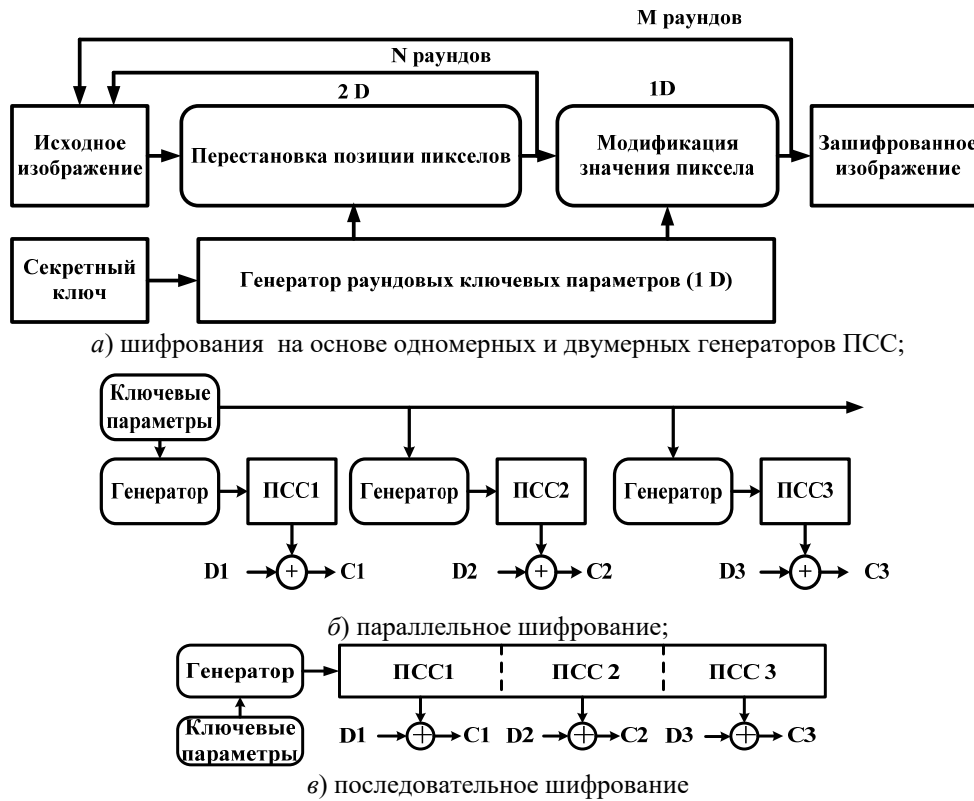 M раундов
N раундов
2 D
1D
Исходное
изображение
Перестановка позиции пикселов
Модификация
значения пиксела
Зашифрованное
изображение
Секретный
ключ
Генератор раундовых ключевых параметров (1 D)
а) шифрования на основе одномерных и двумерных генераторов ПСС;
Ключевые
параметры
Генератор
ПСС1
Генератор
ПСС2
Генератор
ПСС3
D1
+
C1
D2
+
C2
D3
+
C3
б) параллельное шифрование;
Генератор
ПСС1
ПСС 2
ПСС 3
Ключевые
параметры
D1
+
C1
D2
+
C2
D3
+
C3
в) последовательное шифрование